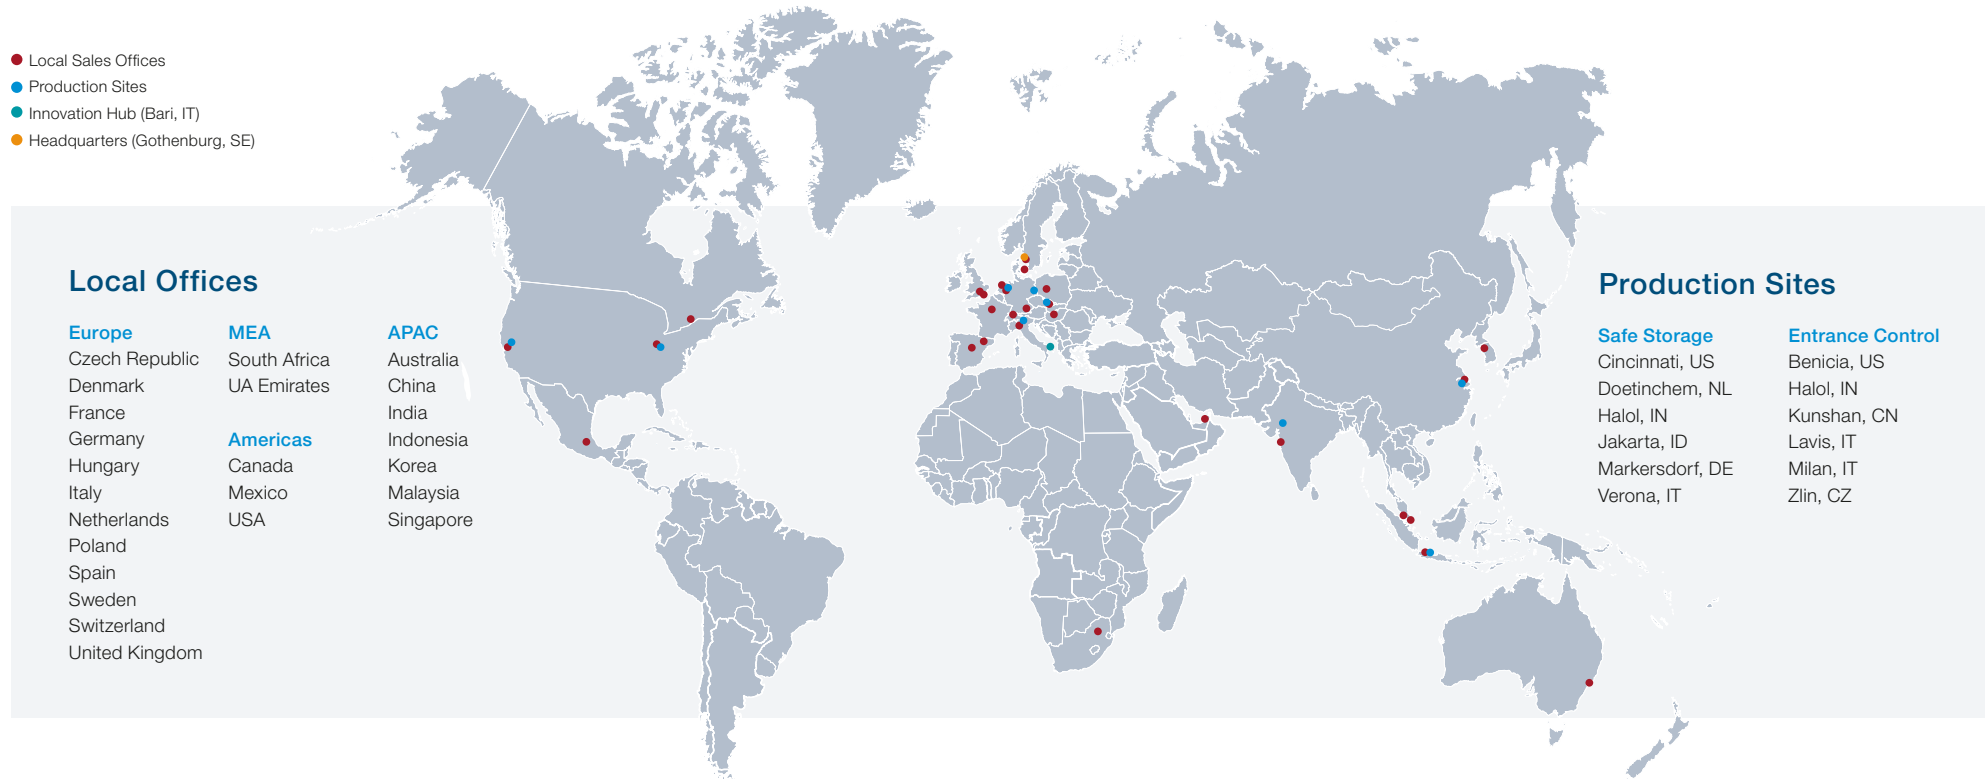 Local Sales Offices
Production Sites
Innovation Hub (Bari, IT)
Headquarters (Gothenburg, SE)
Local Offices
Europe
Czech Republic
Denmark
France
Germany
Hungary
Italy
Netherlands
Poland
Spain
Sweden
Switzerland
United Kingdom
MEA
South Africa
UA Emirates
Americas
Canada
Mexico
USA
APAC
Australia
China
India
Indonesia
Korea
Malaysia
Singapore
Production Sites
Safe Storage
Cincinnati, US
Doetinchem, NL
Halol, IN
Jakarta, ID
Markersdorf, DE
Verona, IT
Entrance Control
Benicia, US
Halol, IN
Kunshan, CN
Lavis, IT
Milan, IT
Zlin, CZ